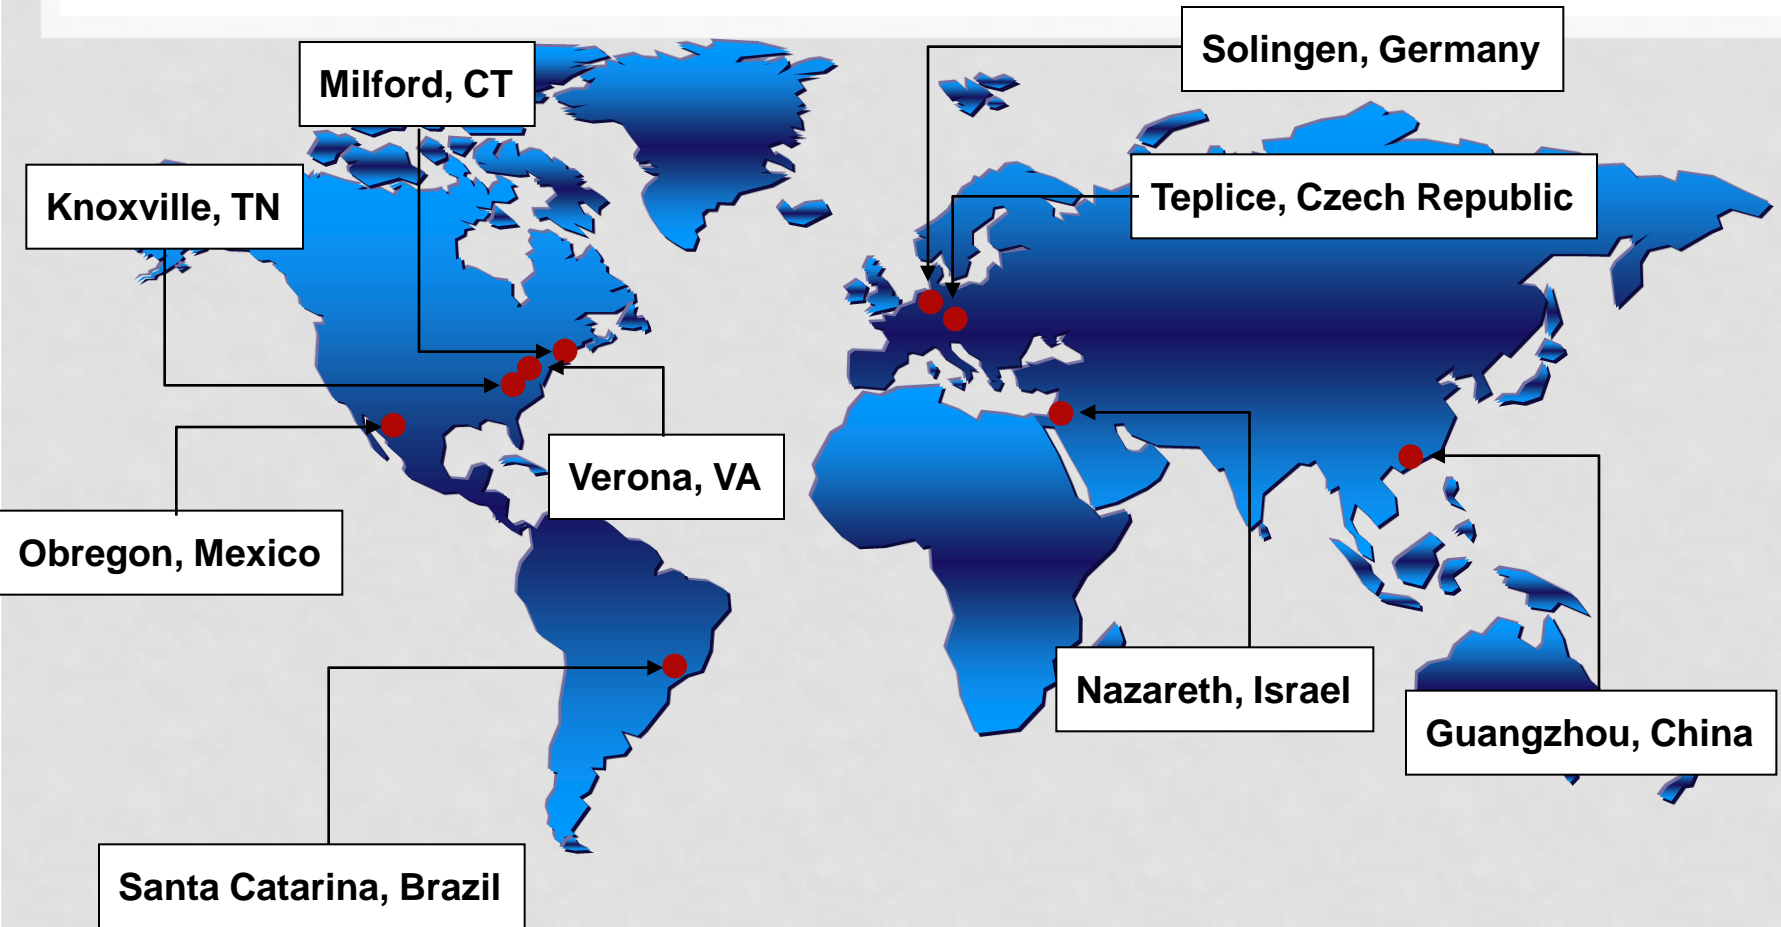 Solingen, Germany
Milford, CT
Teplice, Czech Republic
Knoxville, TN
Verona, VA
Obregon, Mexico
Nazareth, Israel
Guangzhou, China
Santa Catarina, Brazil